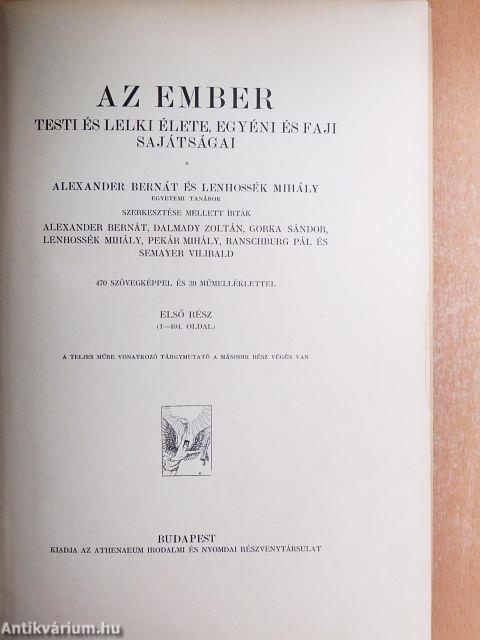 AZ EMBER
TESTI ÉS LELKI ÉLETE, EGYÉNI ÉS FAJI
SAJÁTSÁGAI
*
ALEXANDER BERNÁT ÉS LENHOSSÉK MIHÁLY
EGYETEMI TANÁROK
SZERKESZTÉSE MELLETT ÍRTÁK
ALEXANDER BERNÁT, DALMADY ZOLTÁN, GORKA SÁNDOR,
LENHOSSÉK MIHÁLY, PEKÁR MIHÁLY, RANSCHBURG PÁL ÉS
SEMAYER VILIBALD
470 SZÖVEGKÉPPEL ÉS 39 MŰMELLÉKLETTEL
ELSŐ RÉSZ
(1—404. OLDAL)
A TELJES MŰRE VONATKOZÓ TÁRGYMUTATÓ A MÁSODIK RÉSZ VÉGÉN VAN
BUDAPEST
KIADJA AZ ATHENAEUM IRODALMI ÉS NYOMDAI RÉSZVÉNYTÁRSULAT
Antikvárium.hu